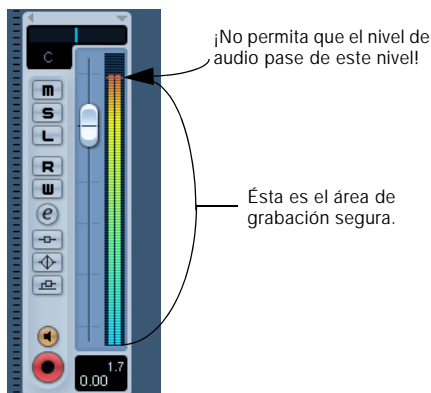 ¡No permita que el nivel de
audio pase de este nivel!
C
m
S
L
R
W
e
Ésta es el área de
grabación segura.
1.7
0.00